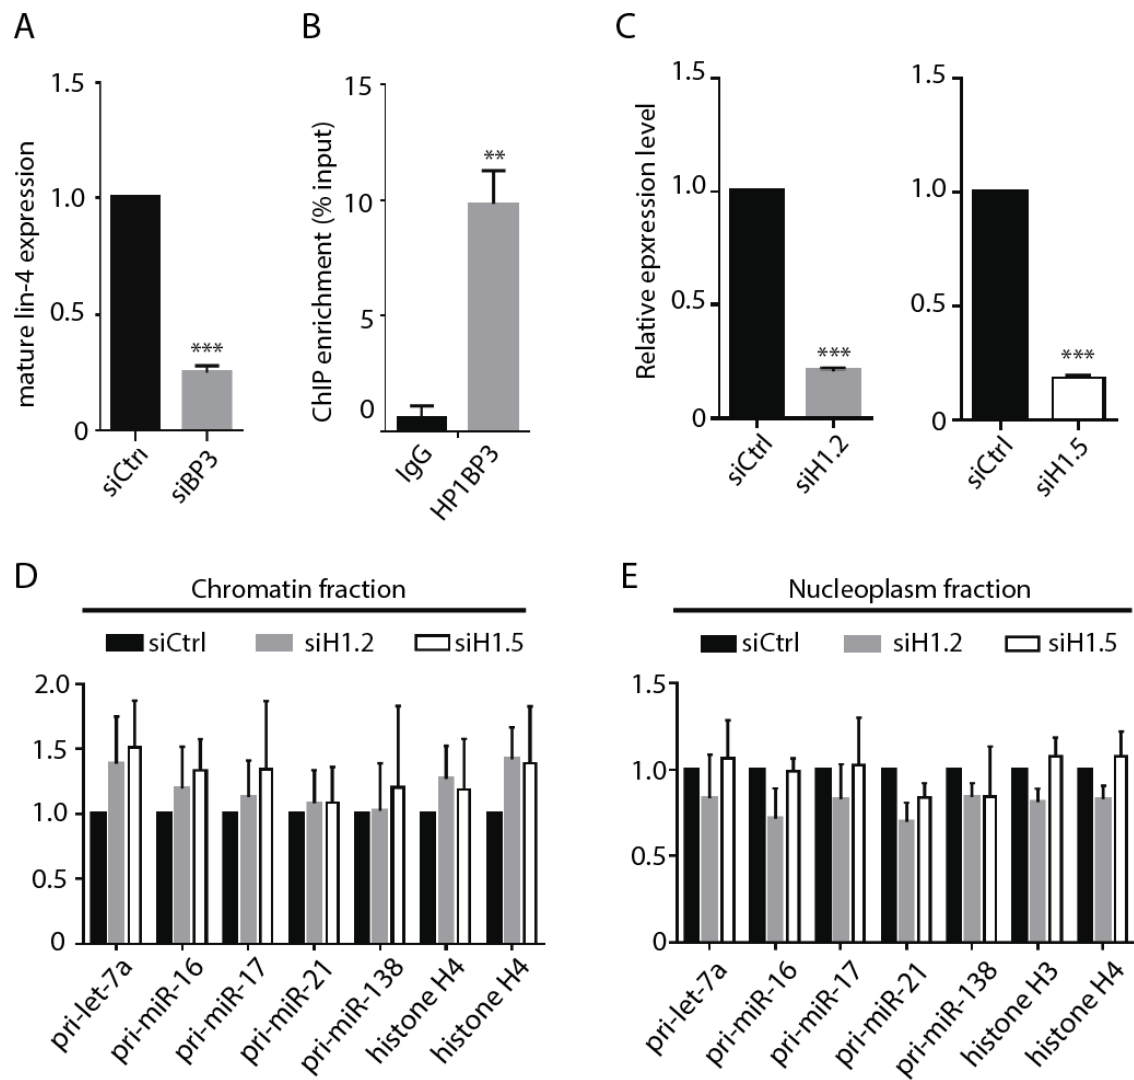 A
mature lin-4 expression
1.5
1.0
0.5
0
***
siCtrl
siBP3
B
ChIP enrichment (% input)
15
10
5
0
**
IgG
HP1BP3
C
Relative epxression level
1.5
1.0
0.5
0
***
siCtrl
siH1.2
1.5
1.0
0.5
0
***
siCtrl
siH1.5
D
Chromatin fraction
siCtrl siH1.2 siH1.5
2.0
1.5
1.0
0.5
0
pri-let-7a
pri-miR-16
pri-miR-17
pri-miR-21
pri-miR-138
histone H4
histone H4
E
Nucleoplasm fraction
siCtrl siH1.2 siH1.5
1.5
1.0
0.5
0
pri-let-7a
pri-miR-16
pri-miR-17
pri-miR-21
pri-miR-138
histone H3
histone H4